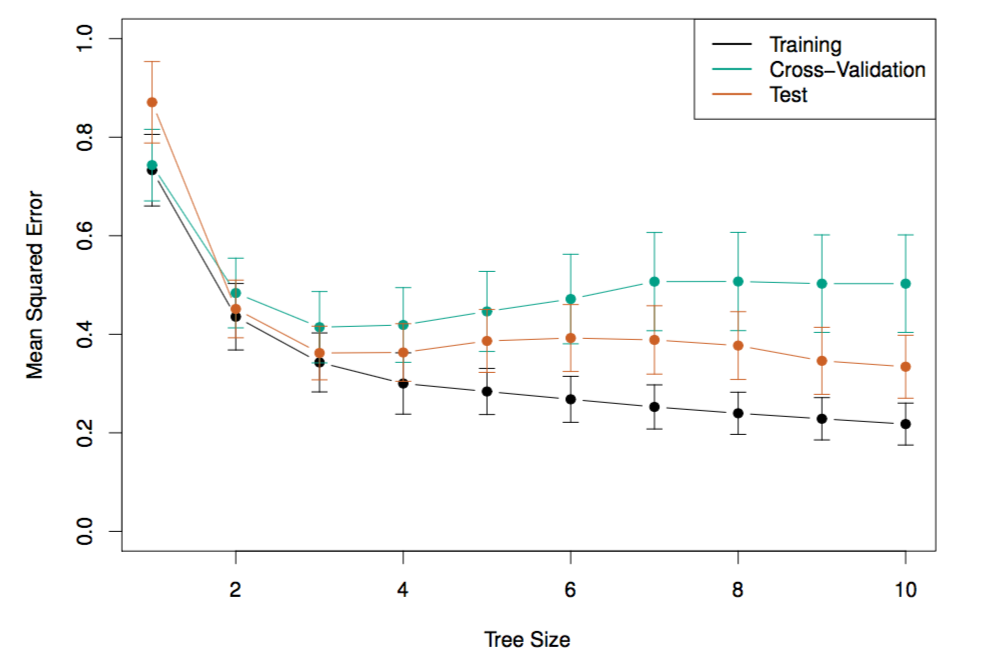 Training
Cross−Validation
Test
Mean Squared Error
1.0
0.8
0.6
0.4
0.2
0.0
2 4 6 8 10
Tree Size